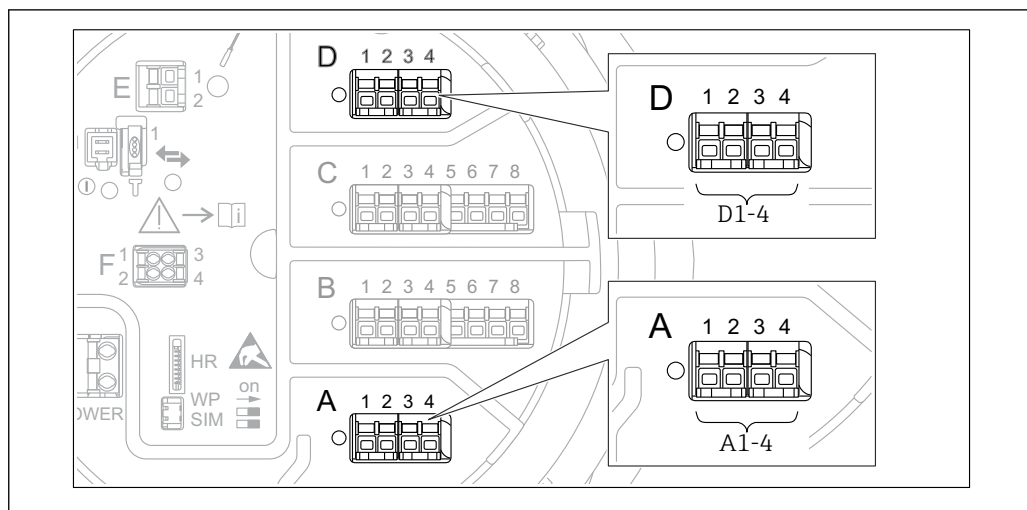 D 1 2 3 4
E 1
2
D 1 2 3 4
1
D1-4
C 1 2 3 4 5 6 7 8
i
F 1 3
2 4
B 1 2 3 4 5 6 7 8
A 1 2 3 4
HR
on
WP
SIM
OWER
A 1 2 3 4
A1-4